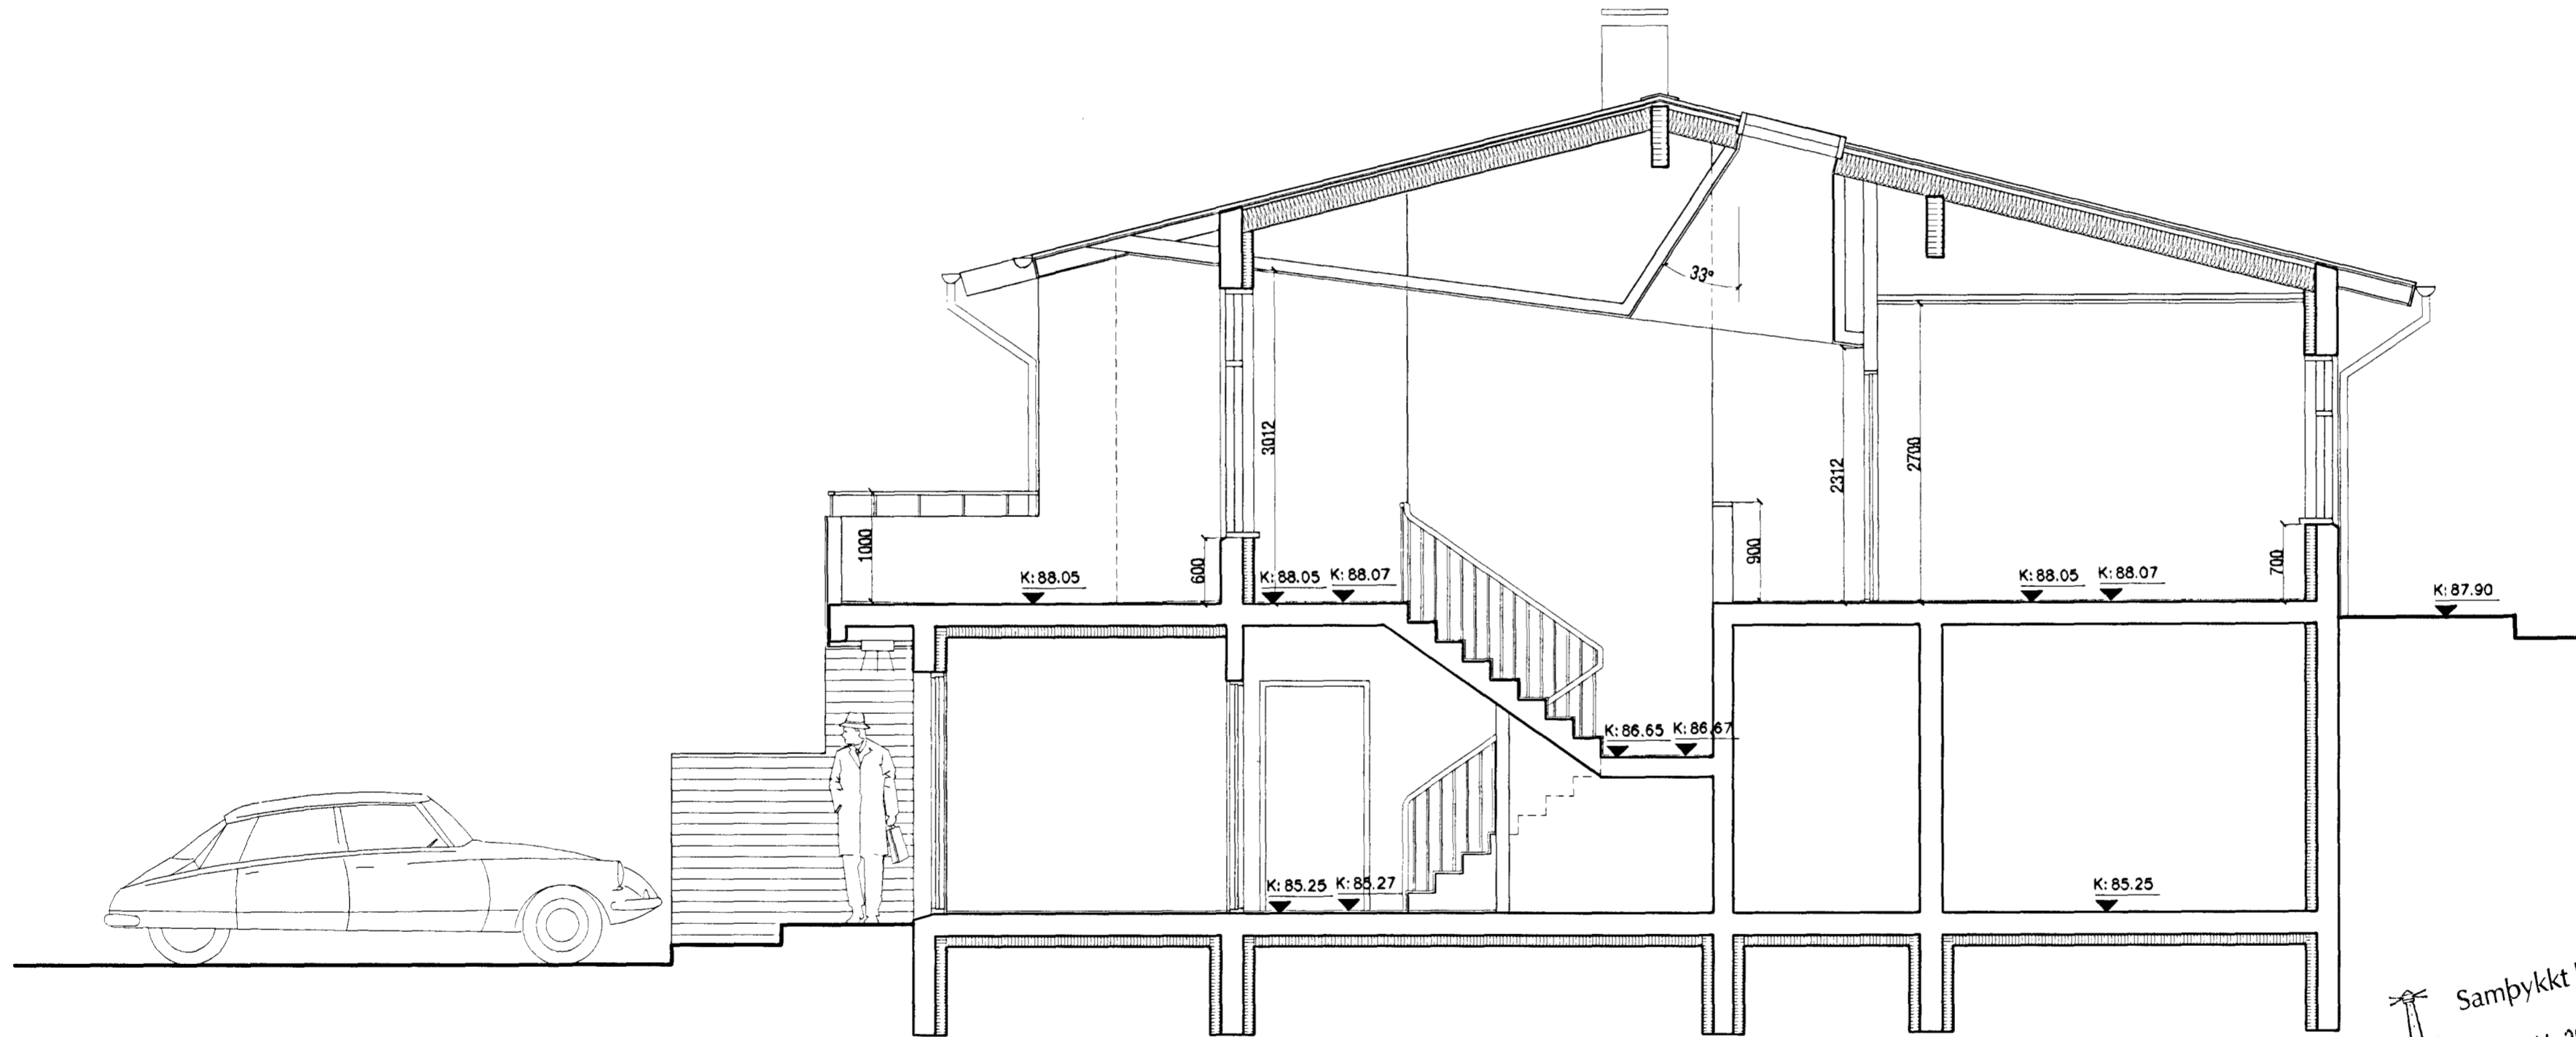 33°
3012
2312
2700
1000
600
900
700
K: 88.05
K: 88.05 K: 88.07
K: 88.05 K: 88.07
K: 87.90
K: 86.65 K: 86.67
K: 85.25 K: 85.27
K: 85.25
Samþykkt